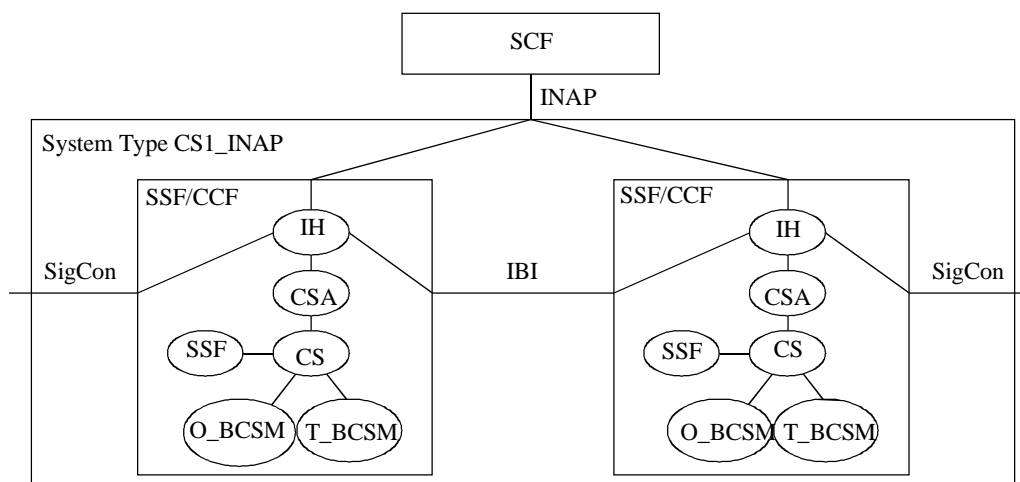 SCF
INAP
System Type CS1_INAP
SSF/CCF
SSF/CCF
IH
IH
SigCon
IBI
SigCon
CSA
CSA
SSF
CS
SSF
CS
O_BCSM
T_BCSM
O_BCSM
T_BCSM